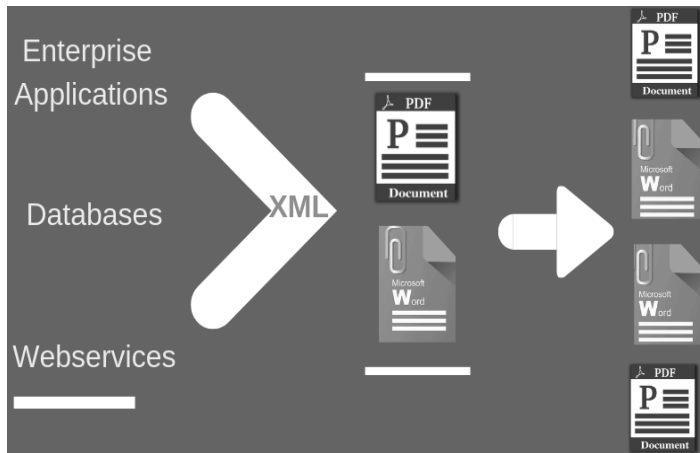 Enterprise
Applications
Databases
Webservices
XML
PDF
P
Document
Microsoft
Word
PDF
P
Document
Microsoft
Word
Microsoft
Word
PDF
P
Document